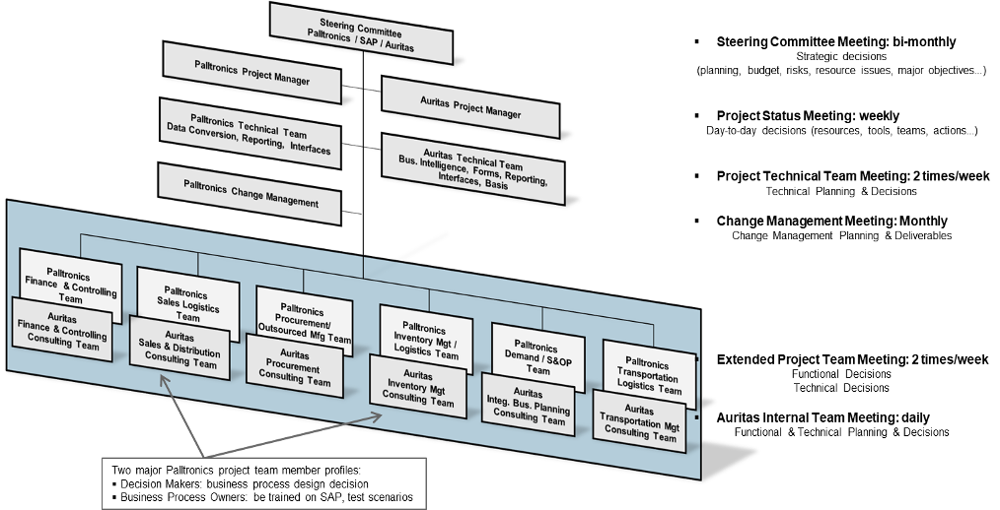 Steering Committee
Palltronics / SAP / Auritas
Palltronics Project Manager
Auritas Project Manager
Palltronics Technical Team
Data Conversion, Reporting, Interfaces
Auritas Technical Team
Bus. Intelligence, Forms, Reporting,
Interfaces, Basis
Palltronics Change Management
Palltronics
Finance & Controlling
Team
Auritas
Finance & Controlling
Consulting Team
Palltronics
Sales Logistics
Team
Auritas
Sales & Distribution
Consulting Team
Palltronics
Procurement/
Outsourced Mfg Team
Auritas
Procurement
Consulting Team
Palltronics
Inventory Mgt /
Logistics Team
Auritas
Inventory Mgt
Consulting Team
Palltronics
Demand / S&OP
Team
Auritas
Integ. Bus. Planning
Consulting Team
Palltronics
Transportation
Logistics Team
Auritas
Transportation Mgt
Consulting Team
Two major Palltronics project team member profiles:
▪ Decision Makers: business process design decision
▪ Business Process Owners: be trained on SAP, test scenarios
▪ Steering Committee Meeting: bi-monthly
Strategic decisions
(planning, budget, risks, resource issues, major objectives...)
▪ Project Status Meeting: weekly
Day-to-day decisions (resources, tools, teams, actions...)
▪ Project Technical Team Meeting: 2 times/week
Technical Planning & Decisions
▪ Change Management Meeting: Monthly
Change Management Planning & Deliverables
▪ Extended Project Team Meeting: 2 times/week
Functional Decisions
Technical Decisions
▪ Auritas Internal Team Meeting: daily
Functional & Technical Planning & Decisions